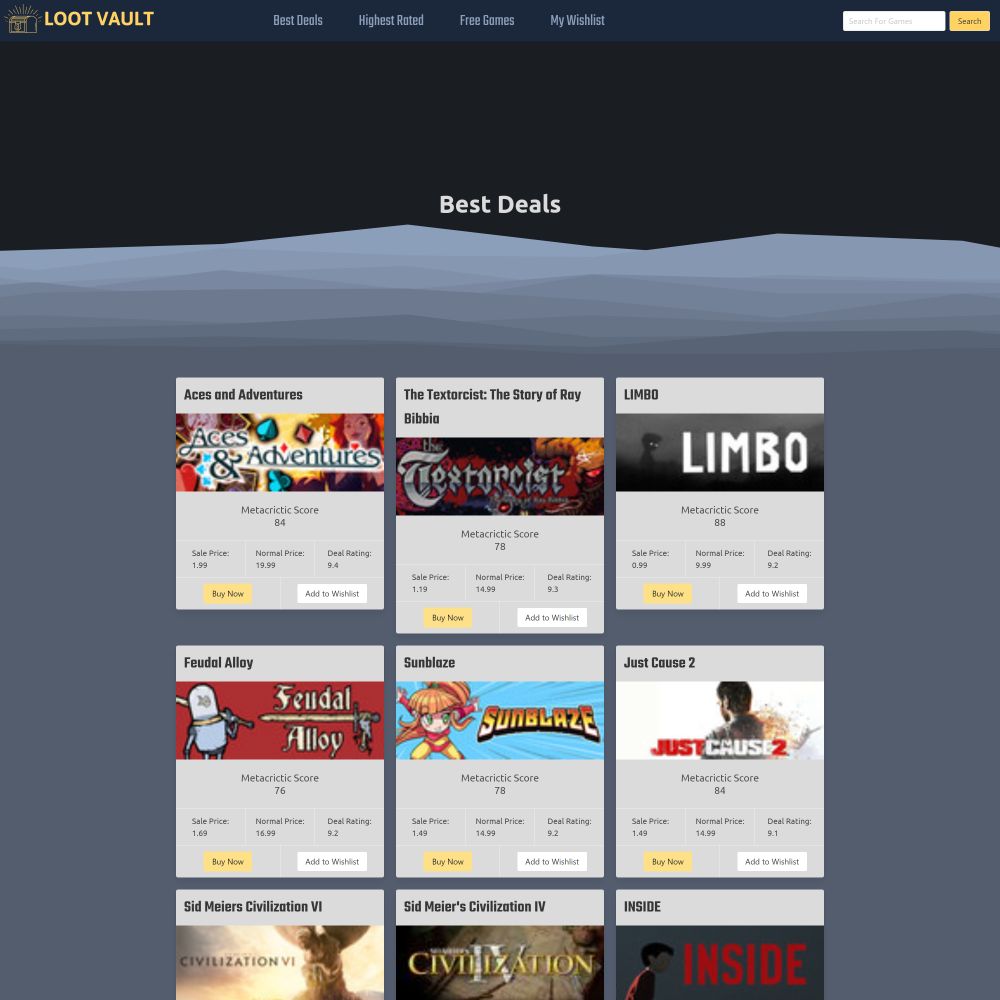 LOOT VAULT
Best Deals
Highest Rated
Free Games
My Wishlist
Search For Games
Search
Best Deals
Aces and Adventures
Aces
& Adventures
Metacrictic Score
84
Sale Price:
1.99
Normal Price:
19.99
Deal Rating:
9.4
Buy Now
Add to Wishlist
The Textorcist: The Story of Ray
Bibbia
the
Textorcist
Metacrictic Score
78
Sale Price:
1.19
Normal Price:
14.99
Deal Rating:
9.3
Buy Now
Add to Wishlist
LIMBO
LIMBO
Metacrictic Score
88
Sale Price:
0.99
Normal Price:
9.99
Deal Rating:
9.2
Buy Now
Add to Wishlist
Feudal Alloy
Feudal
Alloy
Metacrictic Score
76
Sale Price:
1.69
Normal Price:
16.99
Deal Rating:
9.2
Buy Now
Add to Wishlist
Sunblaze
SUNBLAZE
Metacrictic Score
78
Sale Price:
1.49
Normal Price:
14.99
Deal Rating:
9.2
Buy Now
Add to Wishlist
Just Cause 2
JUST CAUSE 2
Metacrictic Score
84
Sale Price:
1.49
Normal Price:
14.99
Deal Rating:
9.1
Buy Now
Add to Wishlist
Sid Meiers Civilization VI
CIVILIZATION VI
Sid Meier's Civilization IV
SID MEIER'S
CIVILIZATION
IV
INSIDE
INSIDE